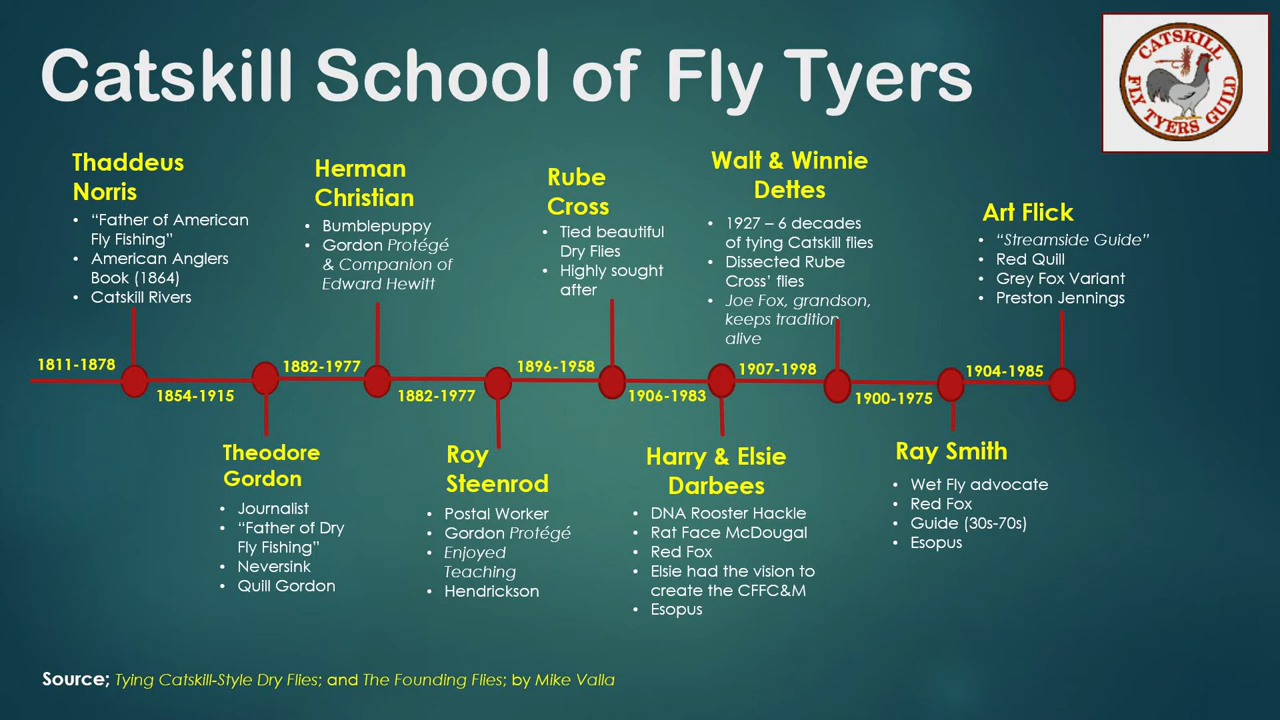 Catskill School of Fly Tyers
CATSKILL
FLY TYERS GUILD
Thaddeus
Norris
• “Father of American
Fly Fishing”
• American Anglers
Book (1864)
• Catskill Rivers
Herman
Christian
• Bumblepuppy
• Gordon Protégé
& Companion of
Edward Hewitt
Rube
Cross
• Tied beautiful
Dry Flies
• Highly sought
after
Walt & Winnie
Dettes
• 1927 – 6 decades
of tying Catskill flies
• Dissected Rube
Cross’ flies
• Joe Fox, grandson,
keeps tradition
alive
Art Flick
• “Streamside Guide”
• Red Quill
• Grey Fox Variant
• Preston Jennings
1811-1878
1854-1915
1882-1977
1882-1977
1896-1958
1906-1983
1907-1998
1900-1975
1904-1985
Theodore
Gordon
• Journalist
• “Father of Dry
Fly Fishing”
• Neversink
• Quill Gordon
Roy
Steenrod
• Postal Worker
• Gordon Protégé
• Enjoyed
Teaching
• Hendrickson
Harry & Elsie
Darbees
• DNA Rooster Hackle
• Rat Face McDougal
• Red Fox
• Elsie had the vision to
create the CFFC&M
• Esopus
Ray Smith
• Wet Fly advocate
• Red Fox
• Guide (30s-70s)
• Esopus
Source; Tying Catskill-Style Dry Flies; and The Founding Flies; by Mike Valla